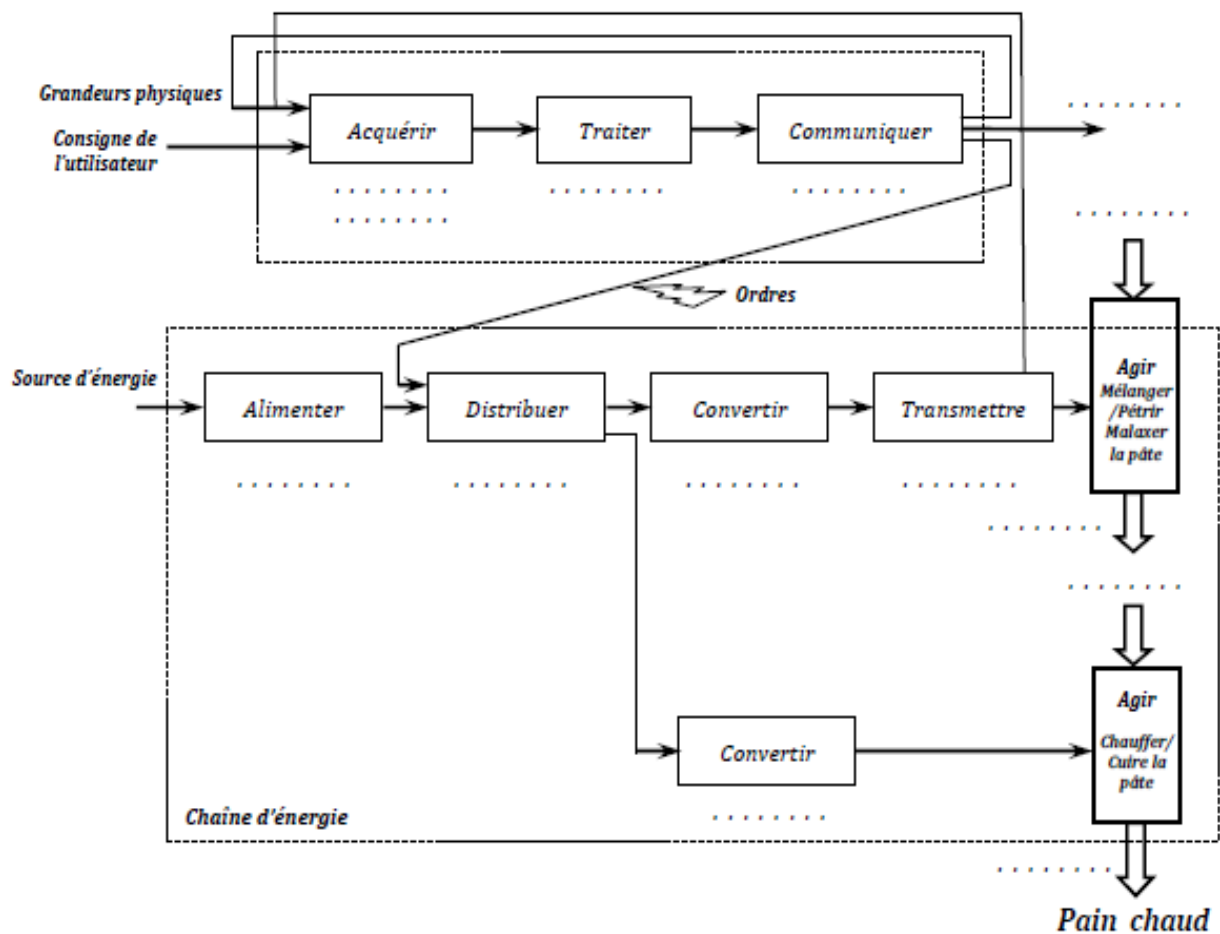 Grandeurs physiques
Consigne de
l'utilisateur
Acquérir
Traiter
Communiquer
. . . . . . . .
. . . . . . . .
. . . . . . . .
. . . . . . . .
. . . . . . . .
. . . . . . . .
Ordres
Source d'énergie
Alimenter
Distribuer
Convertir
Transmettre
Agir
Mélanger
/Pétrir
Malaxer
la pâte
. . . . . . . .
. . . . . . . .
. . . . . . . .
. . . . . . . .
. . . . . . . .
. . . . . . . .
Convertir
. . . . . . . .
Agir
Chauffer/
Cuire la
pâte
Chaîne d'énergie
. . . . . . . .
Pain chaud